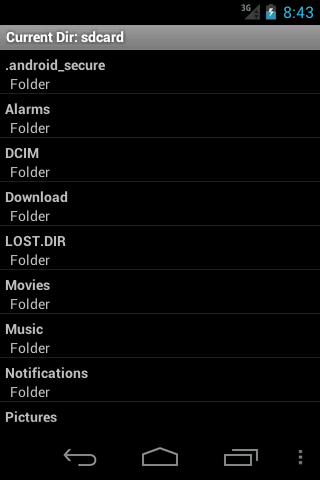 3G 8:43
Current Dir: sdcard
.android_secure
Folder
Alarms
Folder
DCIM
Folder
Download
Folder
LOST.DIR
Folder
Movies
Folder
Music
Folder
Notifications
Folder
Pictures